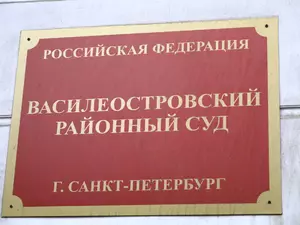 РОССИЙСКАЯ ФЕДЕРАЦИЯ
ВАСИЛЕОСТРОВСКИЙ
РАЙОННЫЙ СУД
Г. САНКТ-ПЕТЕРБУРГ